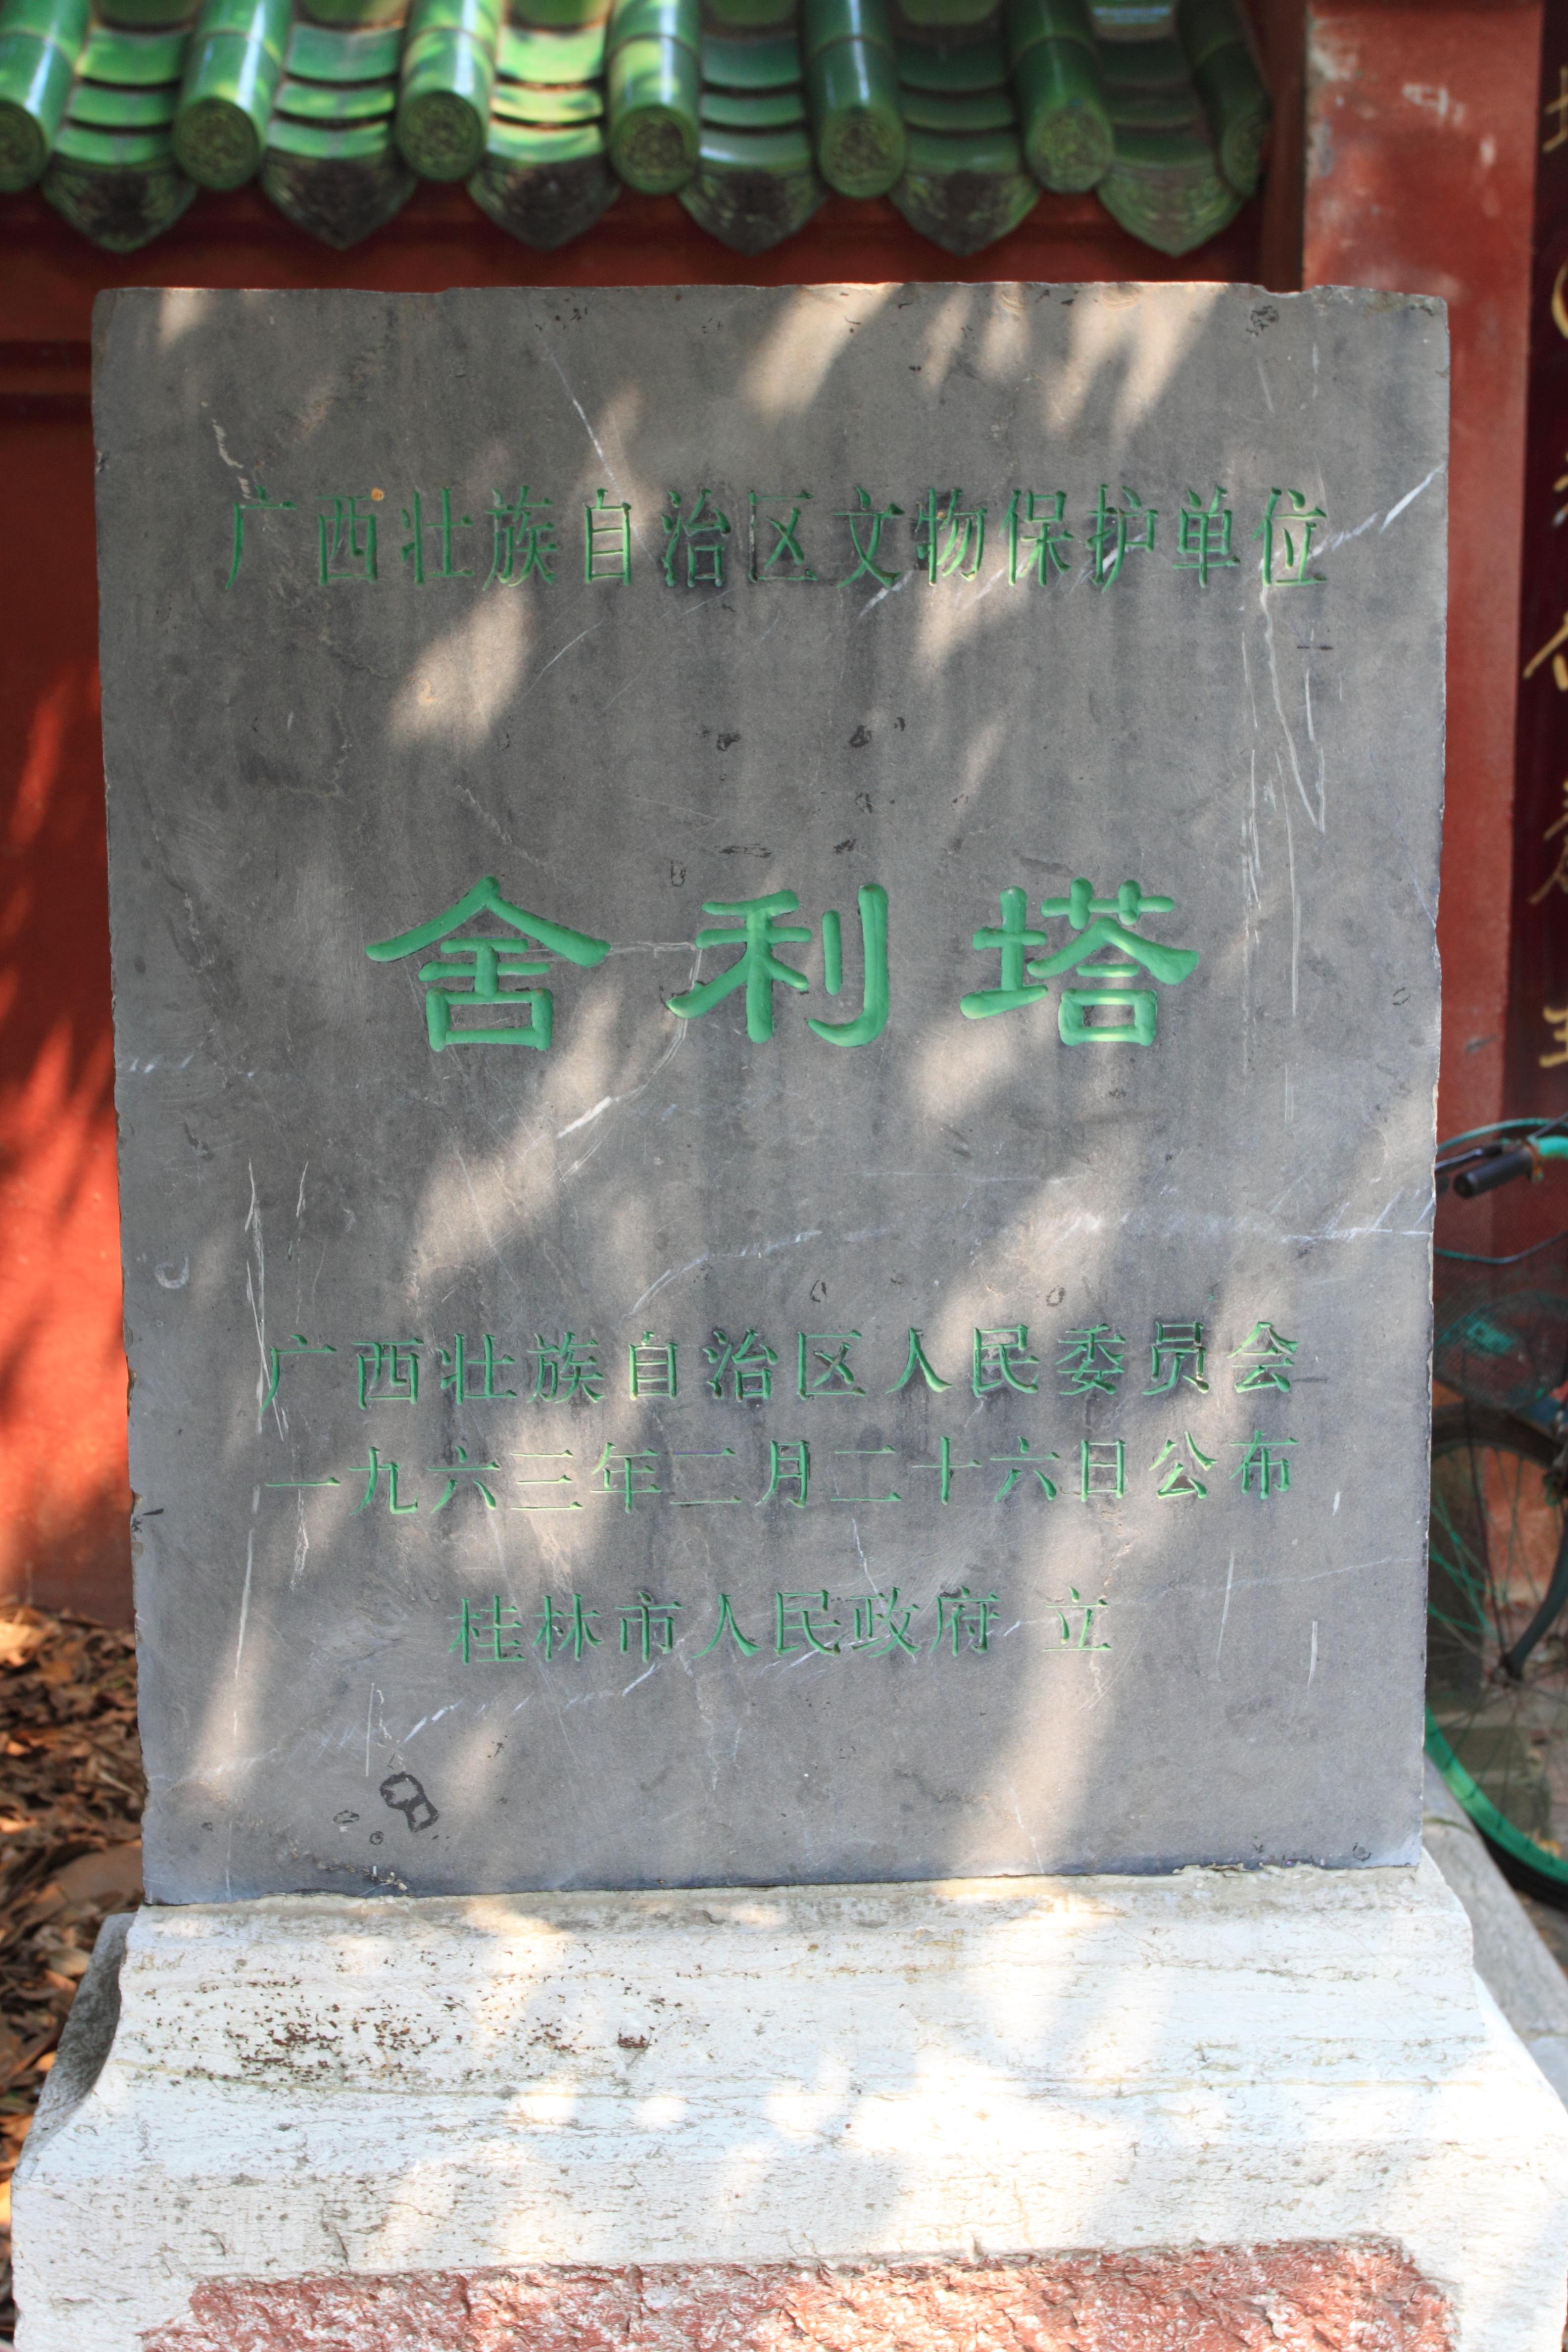 广西壮族自治区文物保护单位
舍利塔
广西壮族自治区人民委员会
一九六三年二月二十六日公布
桂林市人民政府 立